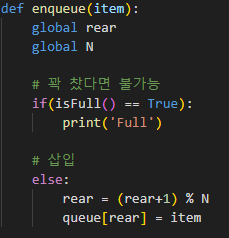 def enqueue(item):
    global rear
    global N

    # 꽉 찼다면 불가능
    if(isFull() == True):
        print('Full')

    # 삽입
    else:
        rear = (rear+1) % N
        queue[rear] = item